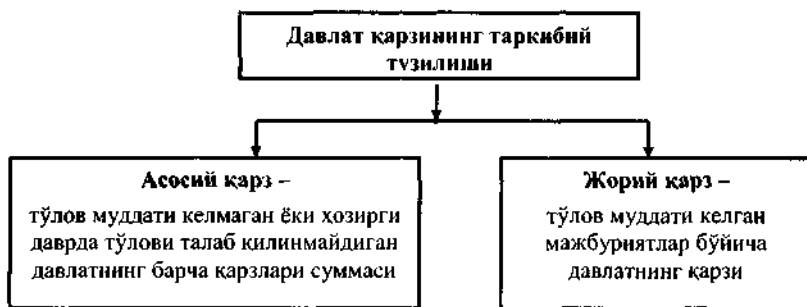 Давлат қарзининг таркибий
тузилиши
Асосий қарз –
тўлов муддати келмаган ёки ҳозирги
даврда тўлови талаб қилинмайдиган
давлатнинг барча қарзлари суммаси
Жорий қарз –
тўлов муддати келган
мажбуриятлар бўйича
давлатнинг қарзи